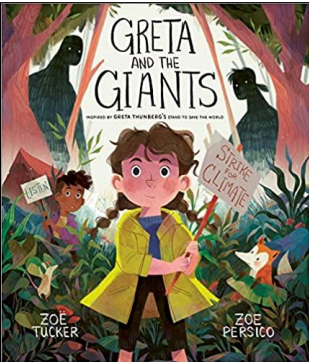 GRETA
AND THE
GIANTS
INSPIRED BY GRETA THUNBERG'S STAND TO SAVE THE WORLD
LISTEN
STRIKE
FOR
CLIMATE
ZOË
TUCKER
ZOE
PERSICO